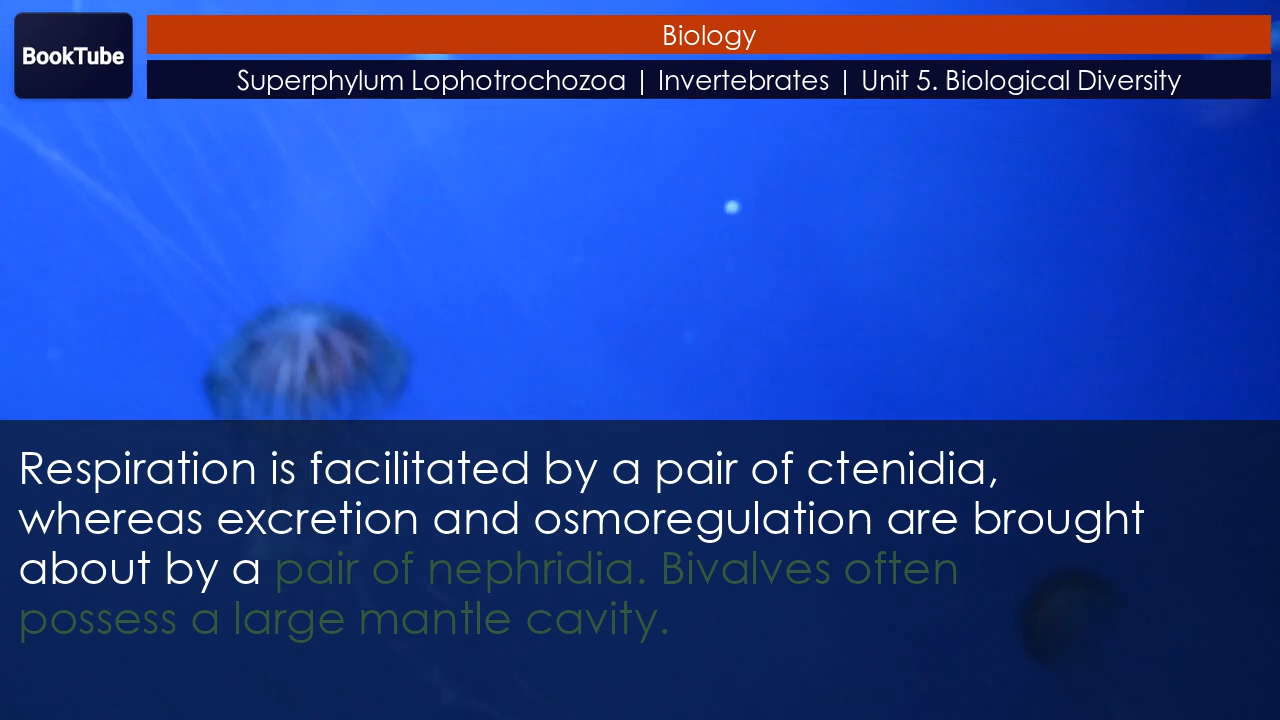 BookTube
Biology
Superphylum Lophotrochozoa | Invertebrates | Unit 5. Biological Diversity
Respiration is facilitated by a pair of ctenidia,
whereas excretion and osmoregulation are brought
about by a pair of nephridia. Bivalves often
possess a large mantle cavity.